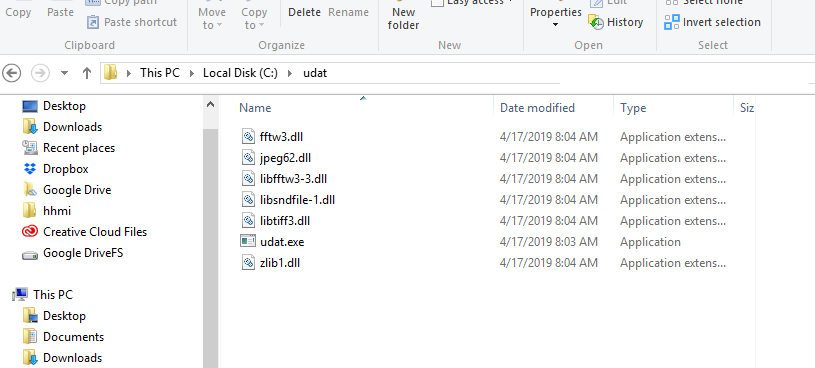 Copy path
Edit
Select none
Easy access
Copy Paste Paste shortcut Move to Copy to Delete Rename New folder Properties History Invert selection
Clipboard Organize New Open Select
This PC Local Disk (C:) udat
Name Date modified Type Siz
Desktop
Downloads
Recent places
Dropbox
Google Drive
hhmi
Creative Cloud Files
Google DriveFS
This PC
Desktop
Documents
Downloads
fftw3.dll 4/17/2019 8:04 AM Application extens...
jpeg62.dll 4/17/2019 8:04 AM Application extens...
libfftw3-3.dll 4/17/2019 8:04 AM Application extens...
libsndfile-1.dll 4/17/2019 8:04 AM Application extens...
libtiff3.dll 4/17/2019 8:04 AM Application extens...
udat.exe 4/17/2019 8:03 AM Application
zlib1.dll 4/17/2019 8:04 AM Application extens...